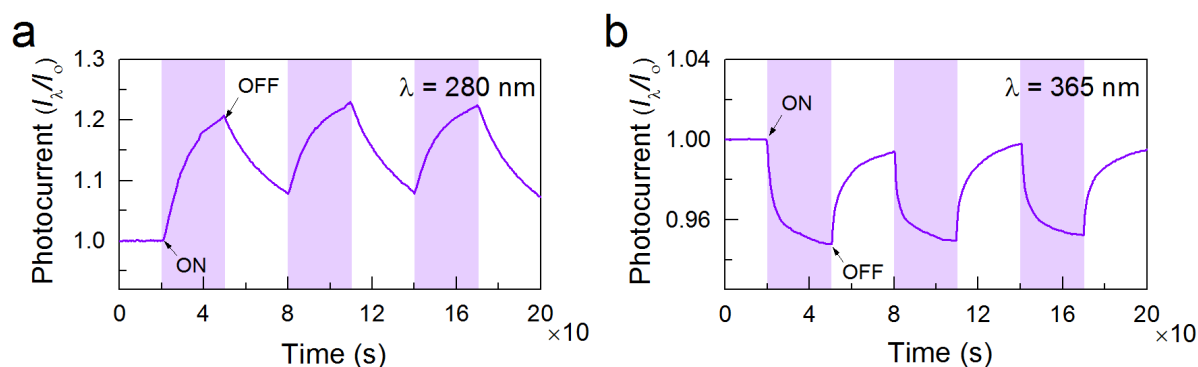 a
Photocurrent (Iλ/Io)
1.3
1.2
1.1
1.0
λ = 280 nm
OFF
ON
0 4 8 12 16 20
×10
Time (s)
b
Photocurrent (Iλ/Io)
1.04
1.00
0.96
λ = 365 nm
ON
OFF
0 4 8 12 16 20
×10
Time (s)